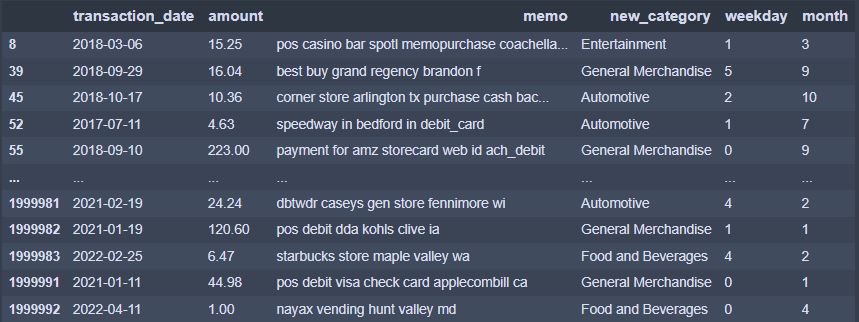 transaction_date amount memo new_category weekday month
8 2018-03-06 15.25 pos casino bar spotl memopurchase coachella... Entertainment 1 3
39 2018-09-29 16.04 best buy grand regency brandon f General Merchandise 5 9
45 2018-10-17 10.36 corner store arlington tx purchase cash bac... Automotive 2 10
52 2017-07-11 4.63 speedway in bedford in debit_card Automotive 1 7
55 2018-09-10 223.00 payment for amz storecard web id ach_debit General Merchandise 0 9
... ... ... ... ... ... ...
1999981 2021-02-19 24.24 dbtwdr caseys gen store fennimore wi Automotive 4 2
1999982 2021-01-19 120.60 pos debit dda kohls clive ia General Merchandise 1 1
1999983 2022-02-25 6.47 starbucks store maple valley wa Food and Beverages 4 2
1999991 2021-01-11 44.98 pos debit visa check card applecombill ca General Merchandise 0 1
1999992 2022-04-11 1.00 nayax vending hunt valley md Food and Beverages 0 4